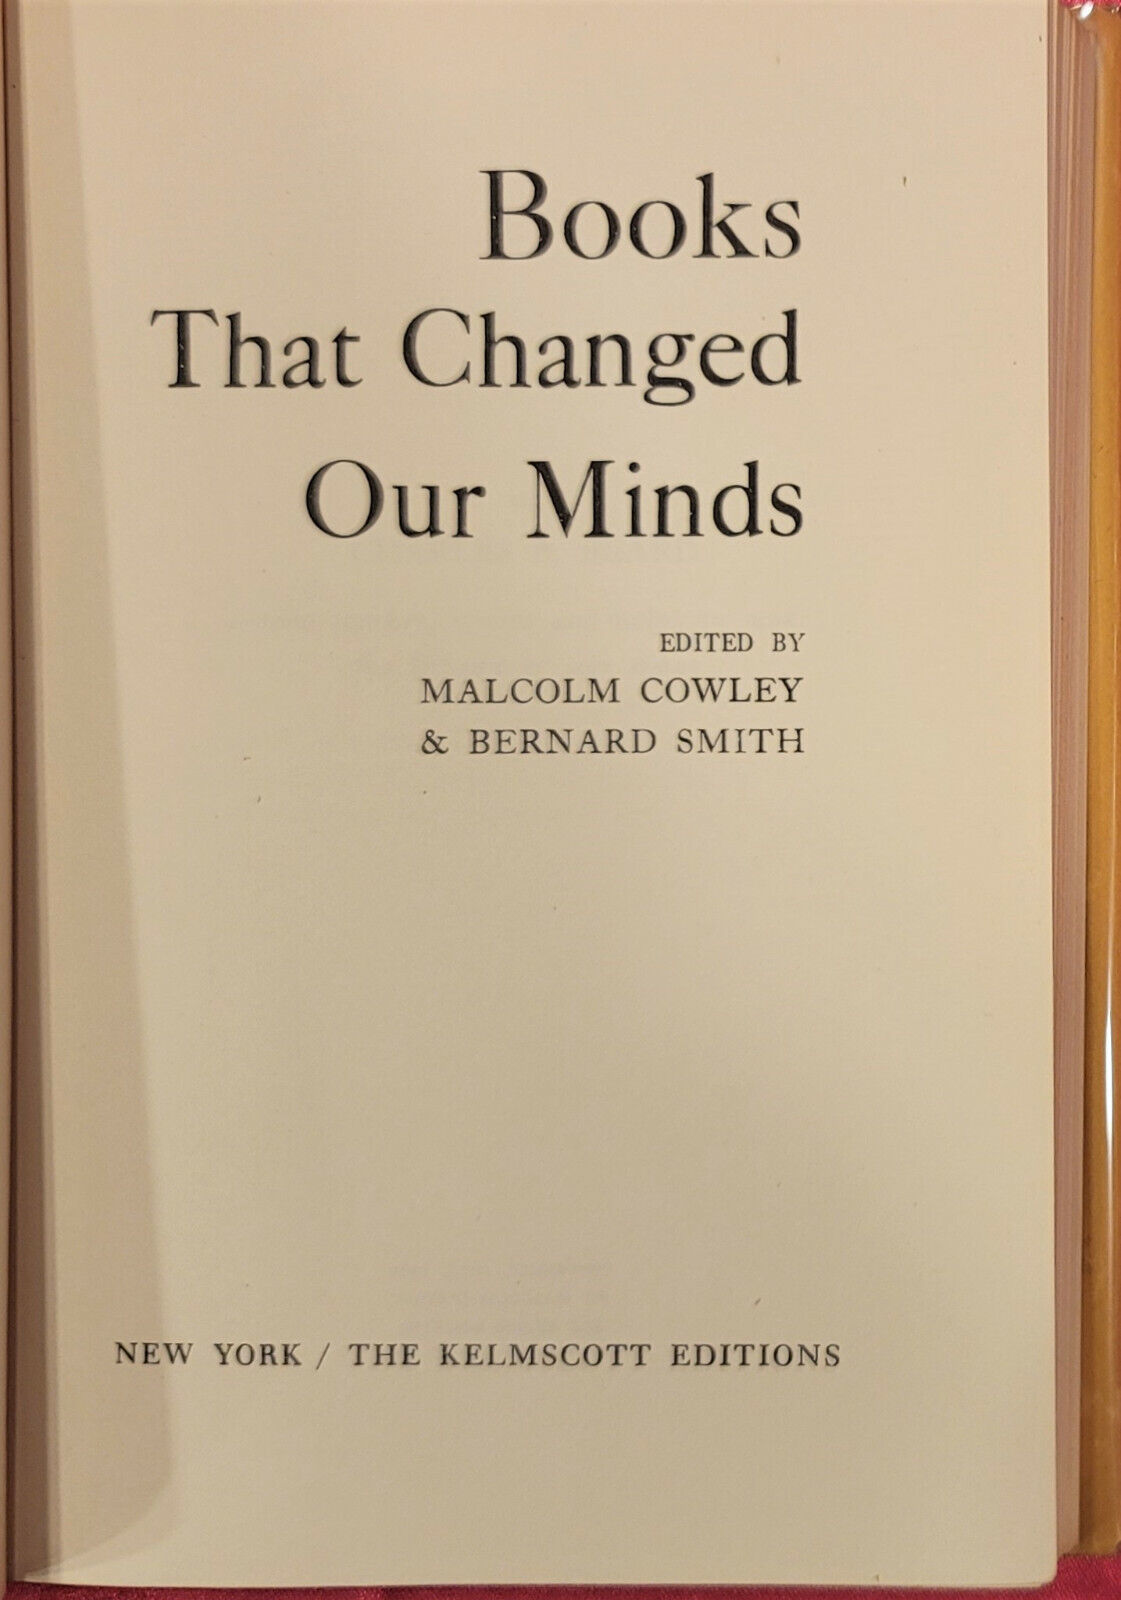 Books
That Changed
Our Minds
EDITED BY
MALCOLM COWLEY
& BERNARD SMITH
NEW YORK / THE KELMSCOTT EDITIONS